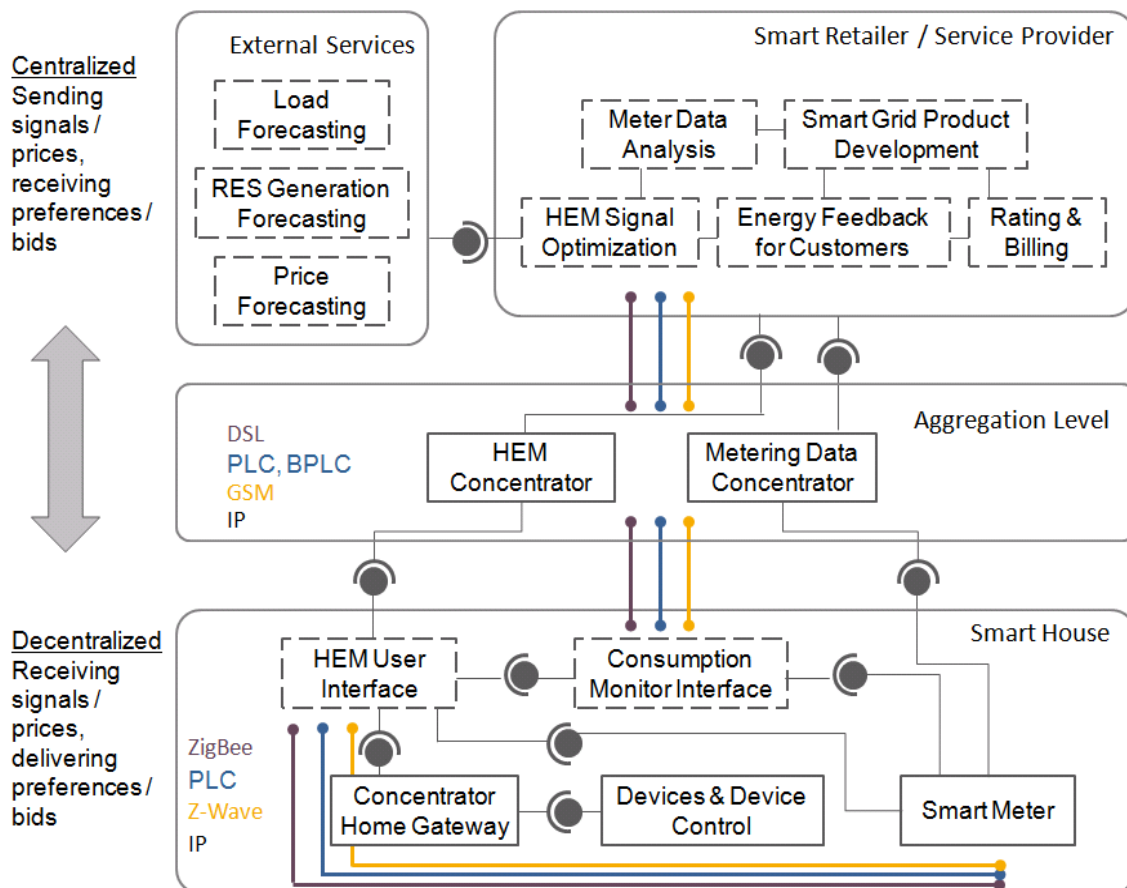 External Services
Smart Retailer / Service Provider
Centralized
Sending
signals /
prices,
receiving
preferences /
bids
Load
Forecasting
RES Generation
Forecasting
Price
Forecasting
Meter Data
Analysis
Smart Grid Product
Development
HEM Signal
Optimization
Energy Feedback
for Customers
Rating &
Billing
Aggregation Level
DSL
PLC, BPLC
GSM
IP
HEM
Concentrator
Metering Data
Concentrator
Decentralized
Receiving
signals /
prices,
delivering
preferences /
bids
Smart House
HEM User
Interface
Consumption
Monitor Interface
ZigBee
PLC
Z-Wave
IP
Concentrator
Home Gateway
Devices & Device
Control
Smart Meter